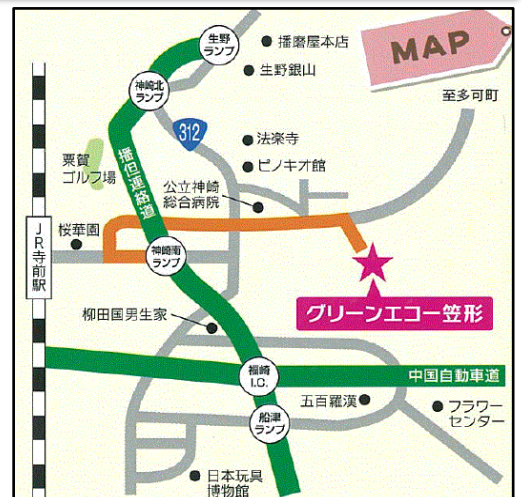 生野
ランプ
播磨屋本店
生野銀山
MAP
至多可町
神崎北
ランプ
312
法楽寺
ピノキオ館
粟賀
ゴルフ場
播但連絡道
公立神崎
総合病院
桜華園
JR寺前駅
神崎南
ランプ
グリーンエコー笠形
柳田国男生家
福崎
I.C.
中国自動車道
五百羅漢
フラワー
センター
船津
ランプ
日本玩具
博物館